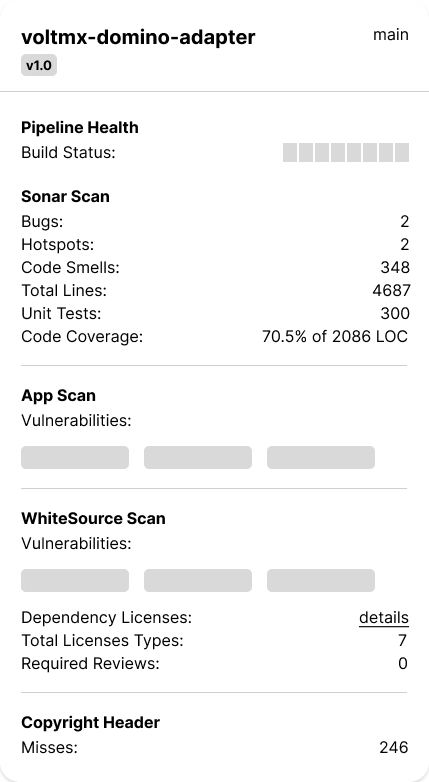 voltmx-domino-adapter main
v1.0
Pipeline Health
Build Status:
Sonar Scan
Bugs: 2
Hotspots: 2
Code Smells: 348
Total Lines: 4687
Unit Tests: 300
Code Coverage: 70.5% of 2086 LOC
App Scan
Vulnerabilities:
WhiteSource Scan
Vulnerabilities:
Dependency Licenses: details
Total Licenses Types: 7
Required Reviews: 0
Copyright Header
Misses: 246